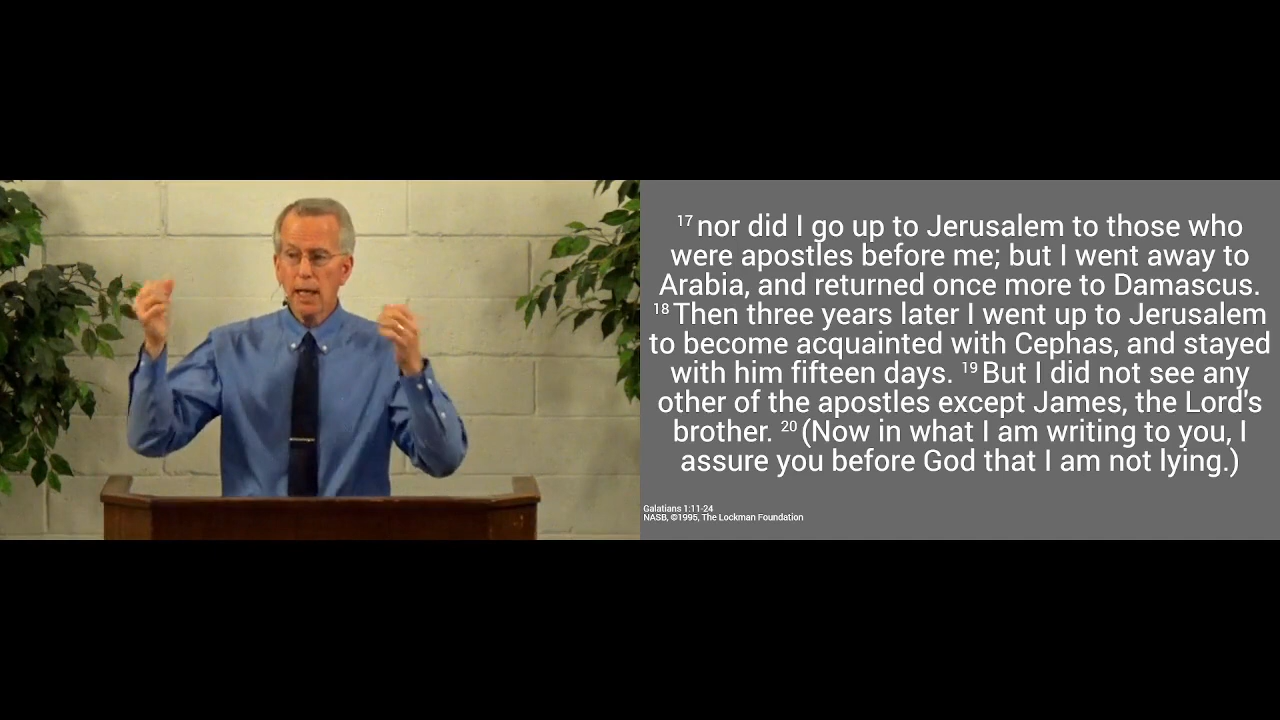 17 nor did I go up to Jerusalem to those who
were apostles before me; but I went away to
Arabia, and returned once more to Damascus.
18 Then three years later I went up to Jerusalem
to become acquainted with Cephas, and stayed
with him fifteen days. 19 But I did not see any
other of the apostles except James, the Lord's
brother. 20 (Now in what I am writing to you, I
assure you before God that I am not lying.)
Galatians 1:11-24
NASB, ©1995, The Lockman Foundation